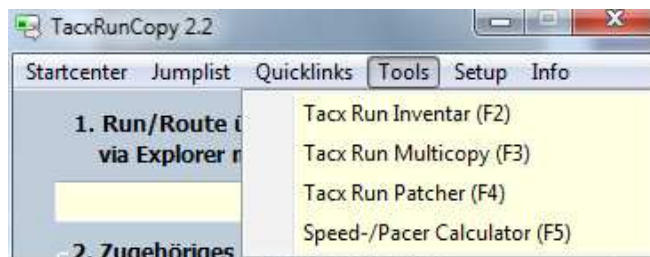 TacxRunCopy 2.2
Startcenter Jumplist Quicklinks Tools Setup Info
1. Run/Route
via Explorer
Tacx Run Inventar (F2)
Tacx Run Multicopy (F3)
Tacx Run Patcher (F4)
Speed-/Pacer Calculator (F5)
2. Zugehöriges